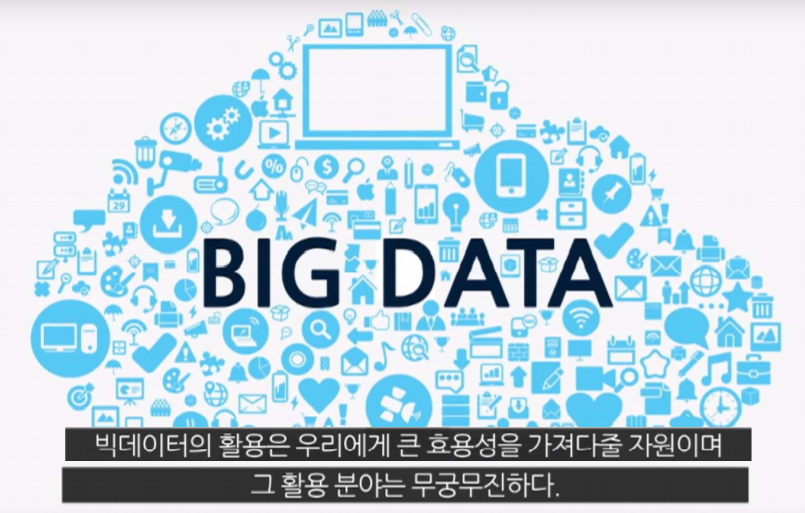 29
%
$
BIG DATA
빅데이터의 활용은 우리에게 큰 효용성을 가져다줄 자원이며
그 활용 분야는 무궁무진하다.